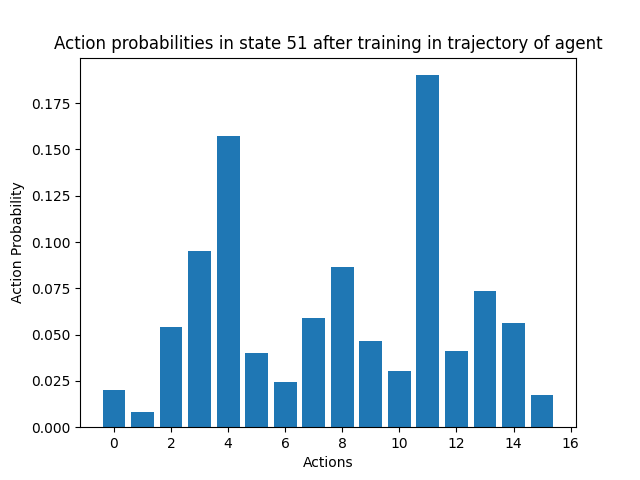 Action probabilities in state 51 after training in trajectory of agent
0.175
0.150
0.125
0.100
0.075
0.050
0.025
0.000
Action Probability
0 2 4 6 8 10 12 14 16
Actions